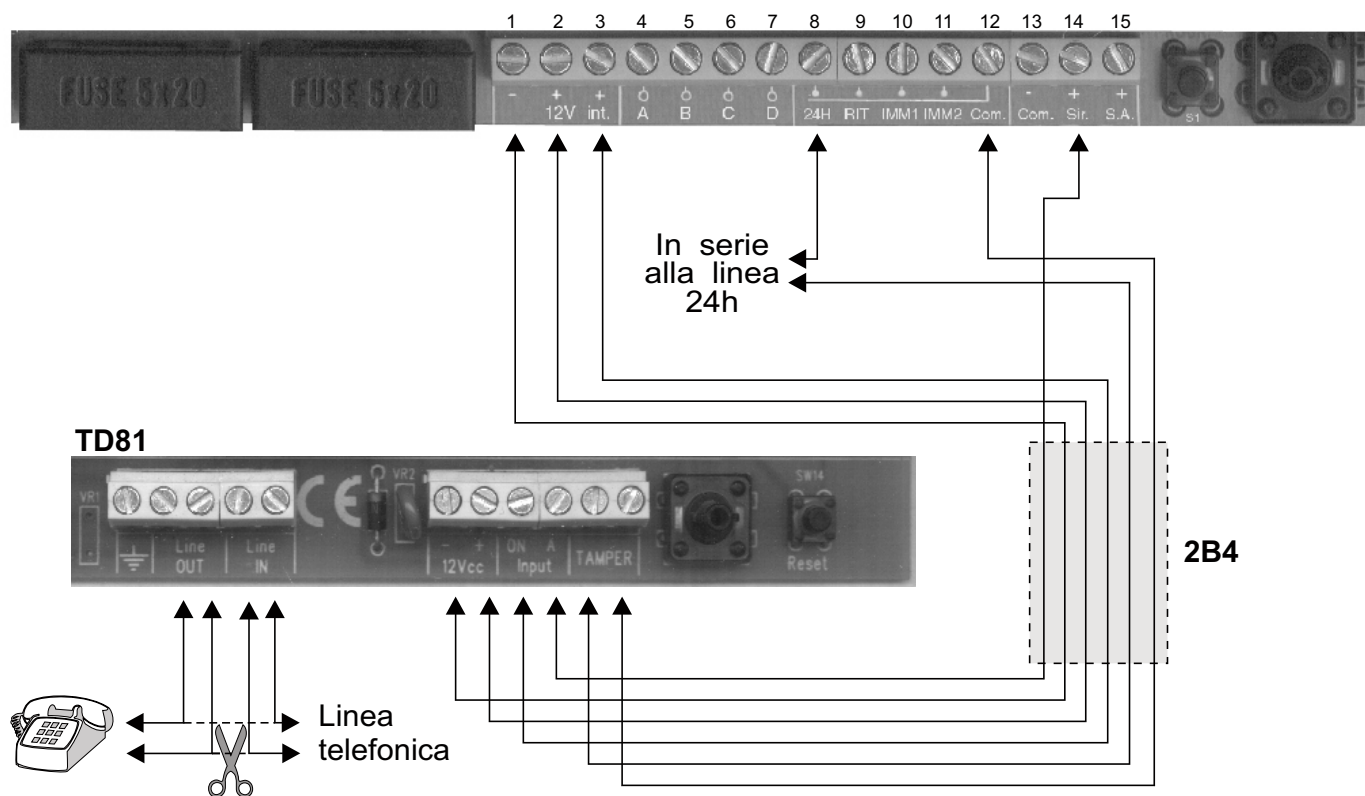 1 2 3 4 5 6 7 8 9 10 11 12 13 14 15
FUSE 5x20 FUSE 5x20
- + + - + +
12V int. A B C D 24H RIT IMM1 IMM2 Com. Com. Sir. S.A.
S1
In serie
alla linea
24h
TD81
VR1 CE VR2 SW14
Line Line - + ON A TAMPER
OUT IN 12Vcc Input Reset
2B4
Linea
telefonica